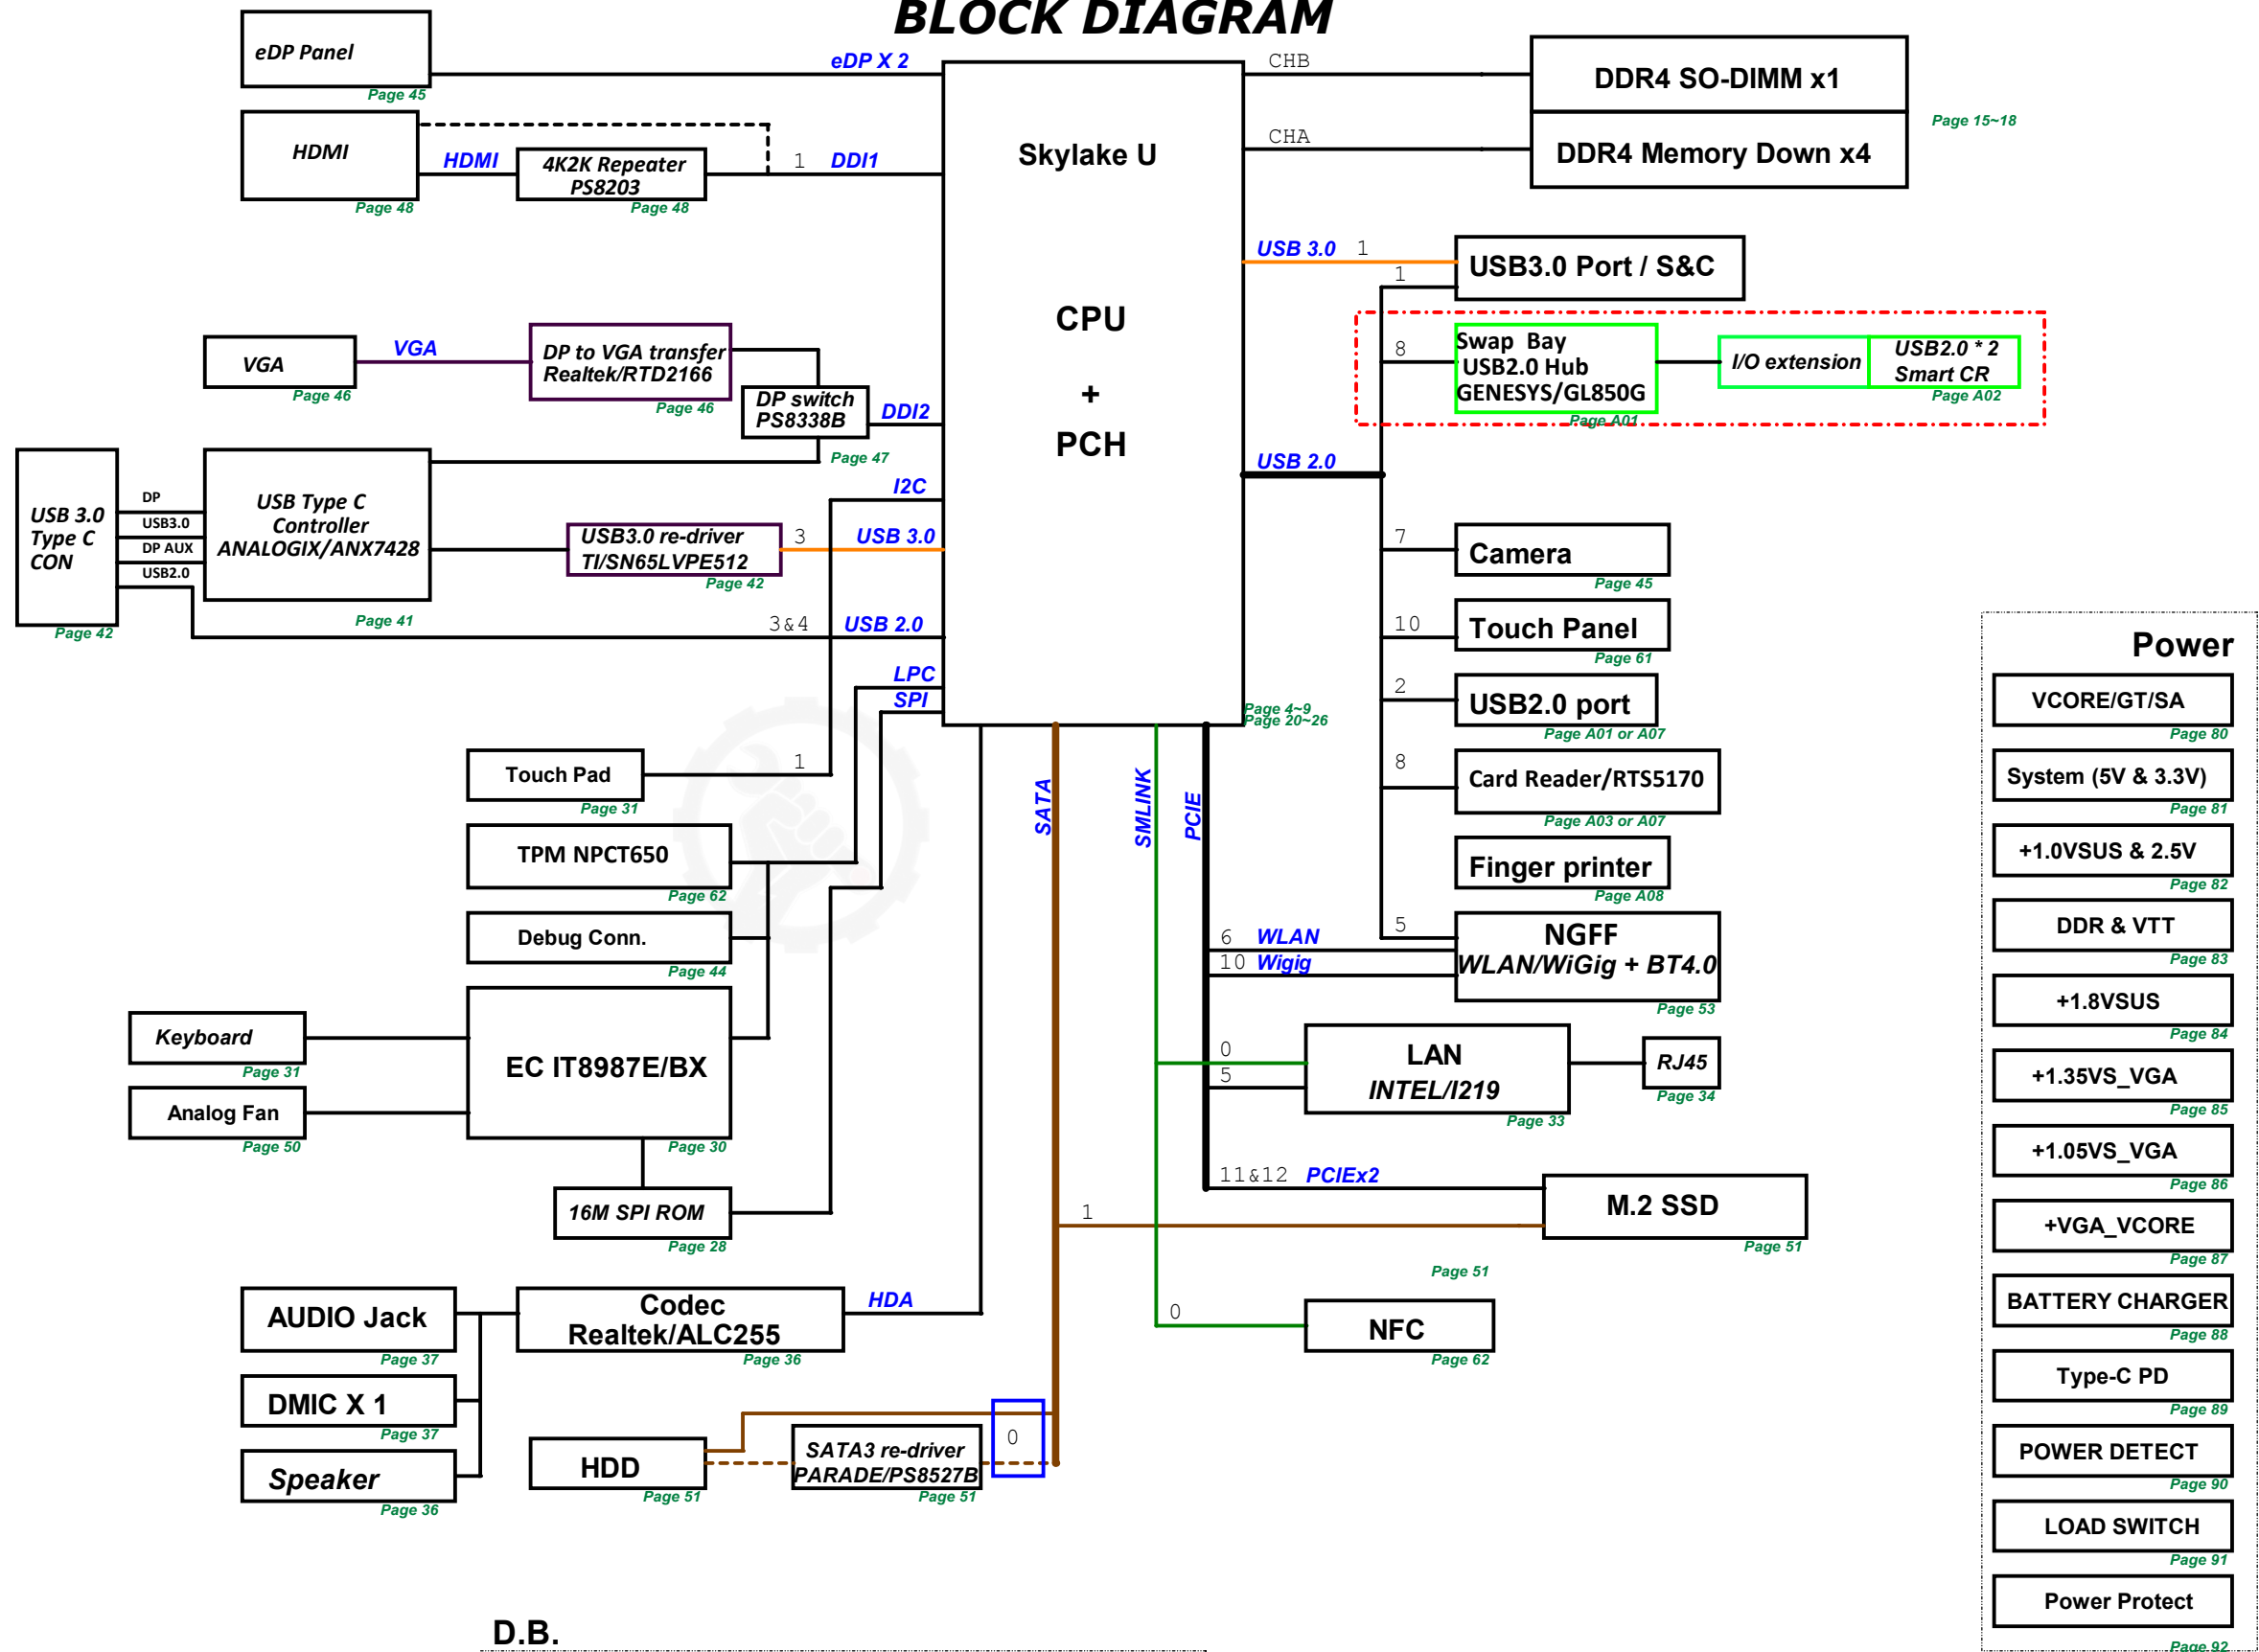 BLOCK DIAGRAM
eDP Panel
Page 45
eDP X 2
HDMI
Page 48
HDMI
4K2K Repeater
PS8203
Page 48
1
DDI1
VGA
Page 46
VGA
DP to VGA transfer
Realtek/RTD2166
Page 46
DP switch
PS8338B
Page 47
DDI2
USB 3.0
Type C
CON
Page 42
DP
USB3.0
DP AUX
USB2.0
USB Type C
Controller
ANALOGIX/ANX7428
Page 41
USB3.0 re-driver
TI/SN65LVPE512
Page 42
I2C
3
USB 3.0
3&4
USB 2.0
LPC
SPI
Skylake U
CPU
+
PCH
Page 4~9
Page 20~26
CHB
DDR4 SO-DIMM x1
CHA
DDR4 Memory Down x4
Page 15~18
USB 3.0
1
1
USB3.0 Port / S&C
8
Swap Bay
USB2.0 Hub
GENESYS/GL850G
Page A01
I/O extension
USB2.0 * 2
Smart CR
Page A02
USB 2.0
7
Camera
Page 45
10
Touch Panel
Page 61
2
USB2.0 port
Page A01 or A07
8
Card Reader/RTS5170
Page A03 or A07
Finger printer
Page A08
5
NGFF
WLAN/WiGig + BT4.0
Page 53
6
WLAN
10
Wigig
Touch Pad
Page 31
1
TPM NPCT650
Page 62
Debug Conn.
Page 44
Keyboard
Page 31
Analog Fan
Page 50
EC IT8987E/BX
Page 30
16M SPI ROM
Page 28
SATA
SMLINK
PCIE
0
5
LAN
INTEL/I219
Page 33
RJ45
Page 34
11&12
PCIEx2
1
M.2 SSD
Page 51
Page 51
0
NFC
Page 62
AUDIO Jack
Page 37
DMIC X 1
Page 37
Speaker
Page 36
Codec
Realtek/ALC255
Page 36
HDA
HDD
Page 51
SATA3 re-driver
PARADE/PS8527B
Page 51
0
Power
VCORE/GT/SA
Page 80
System (5V & 3.3V)
Page 81
+1.0VSUS & 2.5V
Page 82
DDR & VTT
Page 83
+1.8VSUS
Page 84
+1.35VS_VGA
Page 85
+1.05VS_VGA
Page 86
+VGA_VCORE
Page 87
BATTERY CHARGER
Page 88
Type-C PD
Page 89
POWER DETECT
Page 90
LOAD SWITCH
Page 91
Power Protect
Page 92
D.B.